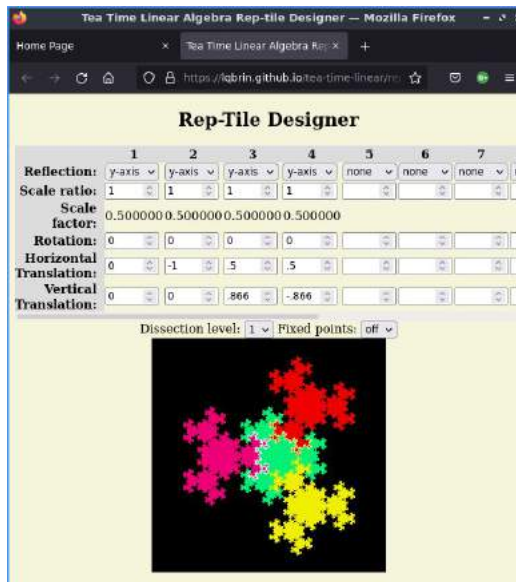 Tea Time Linear Algebra Rep-tile Designer — Mozilla Firefox
Home Page × Tea Time Linear Algebra Rep × +
https://lqbrin.github.io/tea-time-linear/re
Rep-Tile Designer
1 2 3 4 5 6 7
Reflection: y-axis y-axis y-axis y-axis none none none
Scale ratio: 1 1 1 1
Scale
factor: 0.500000 0.500000 0.500000 0.500000
Rotation: 0 0 0 0
Horizontal
Translation: 0 -1 .5 .5
Vertical
Translation: 0 0 .866 -.866
Dissection level: 1 Fixed points: off